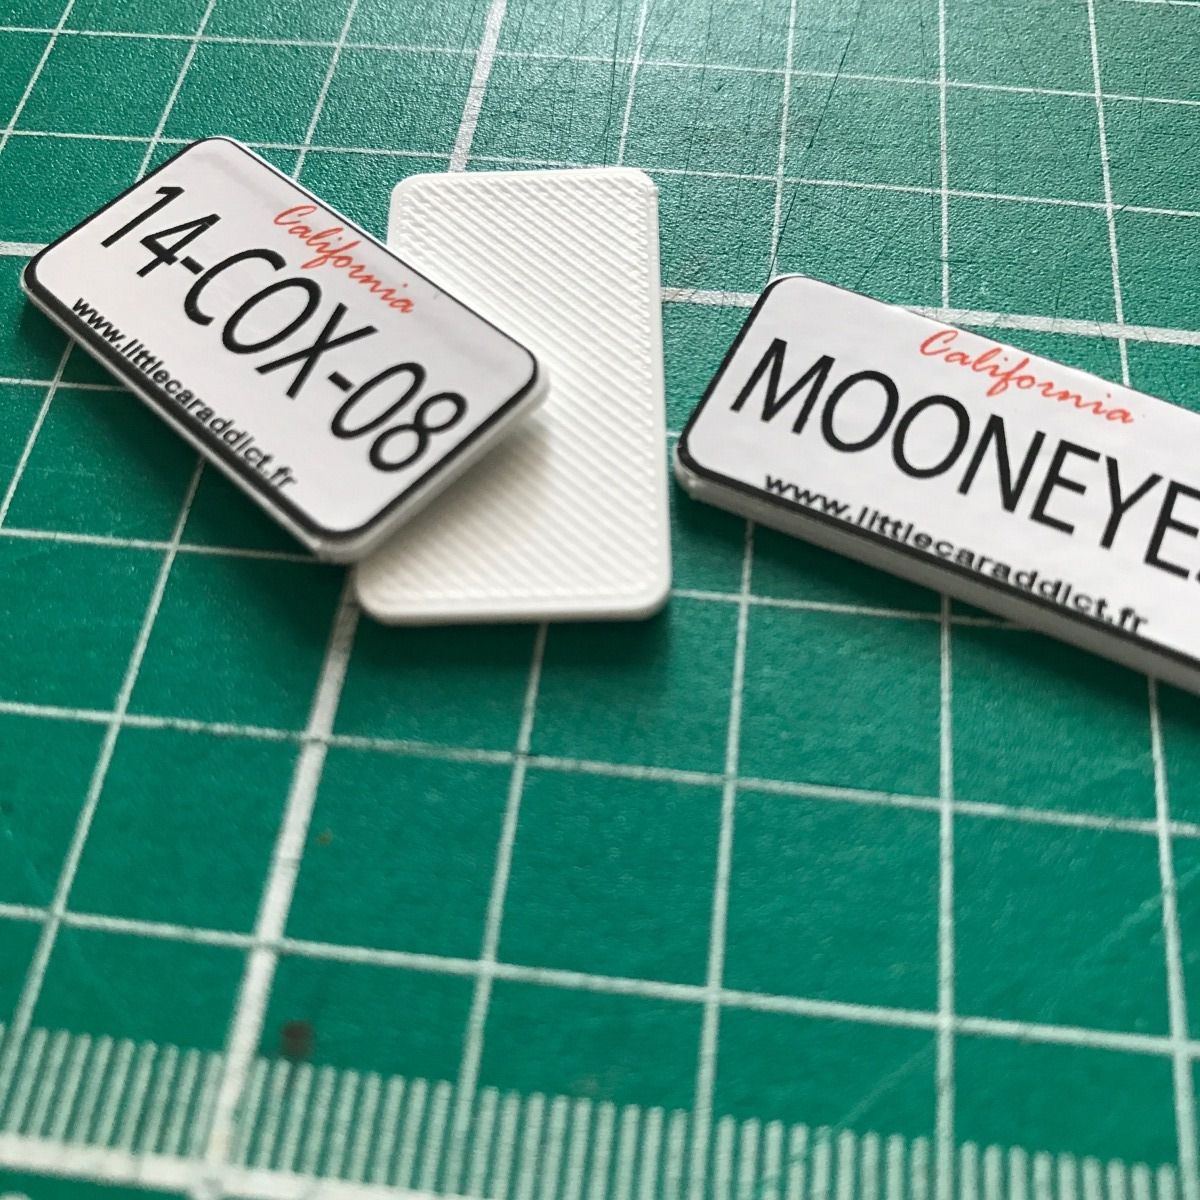 California
14-COX-08
www.littlecaraddict.fr
California
MOONEYE
www.littlecaraddict.fr